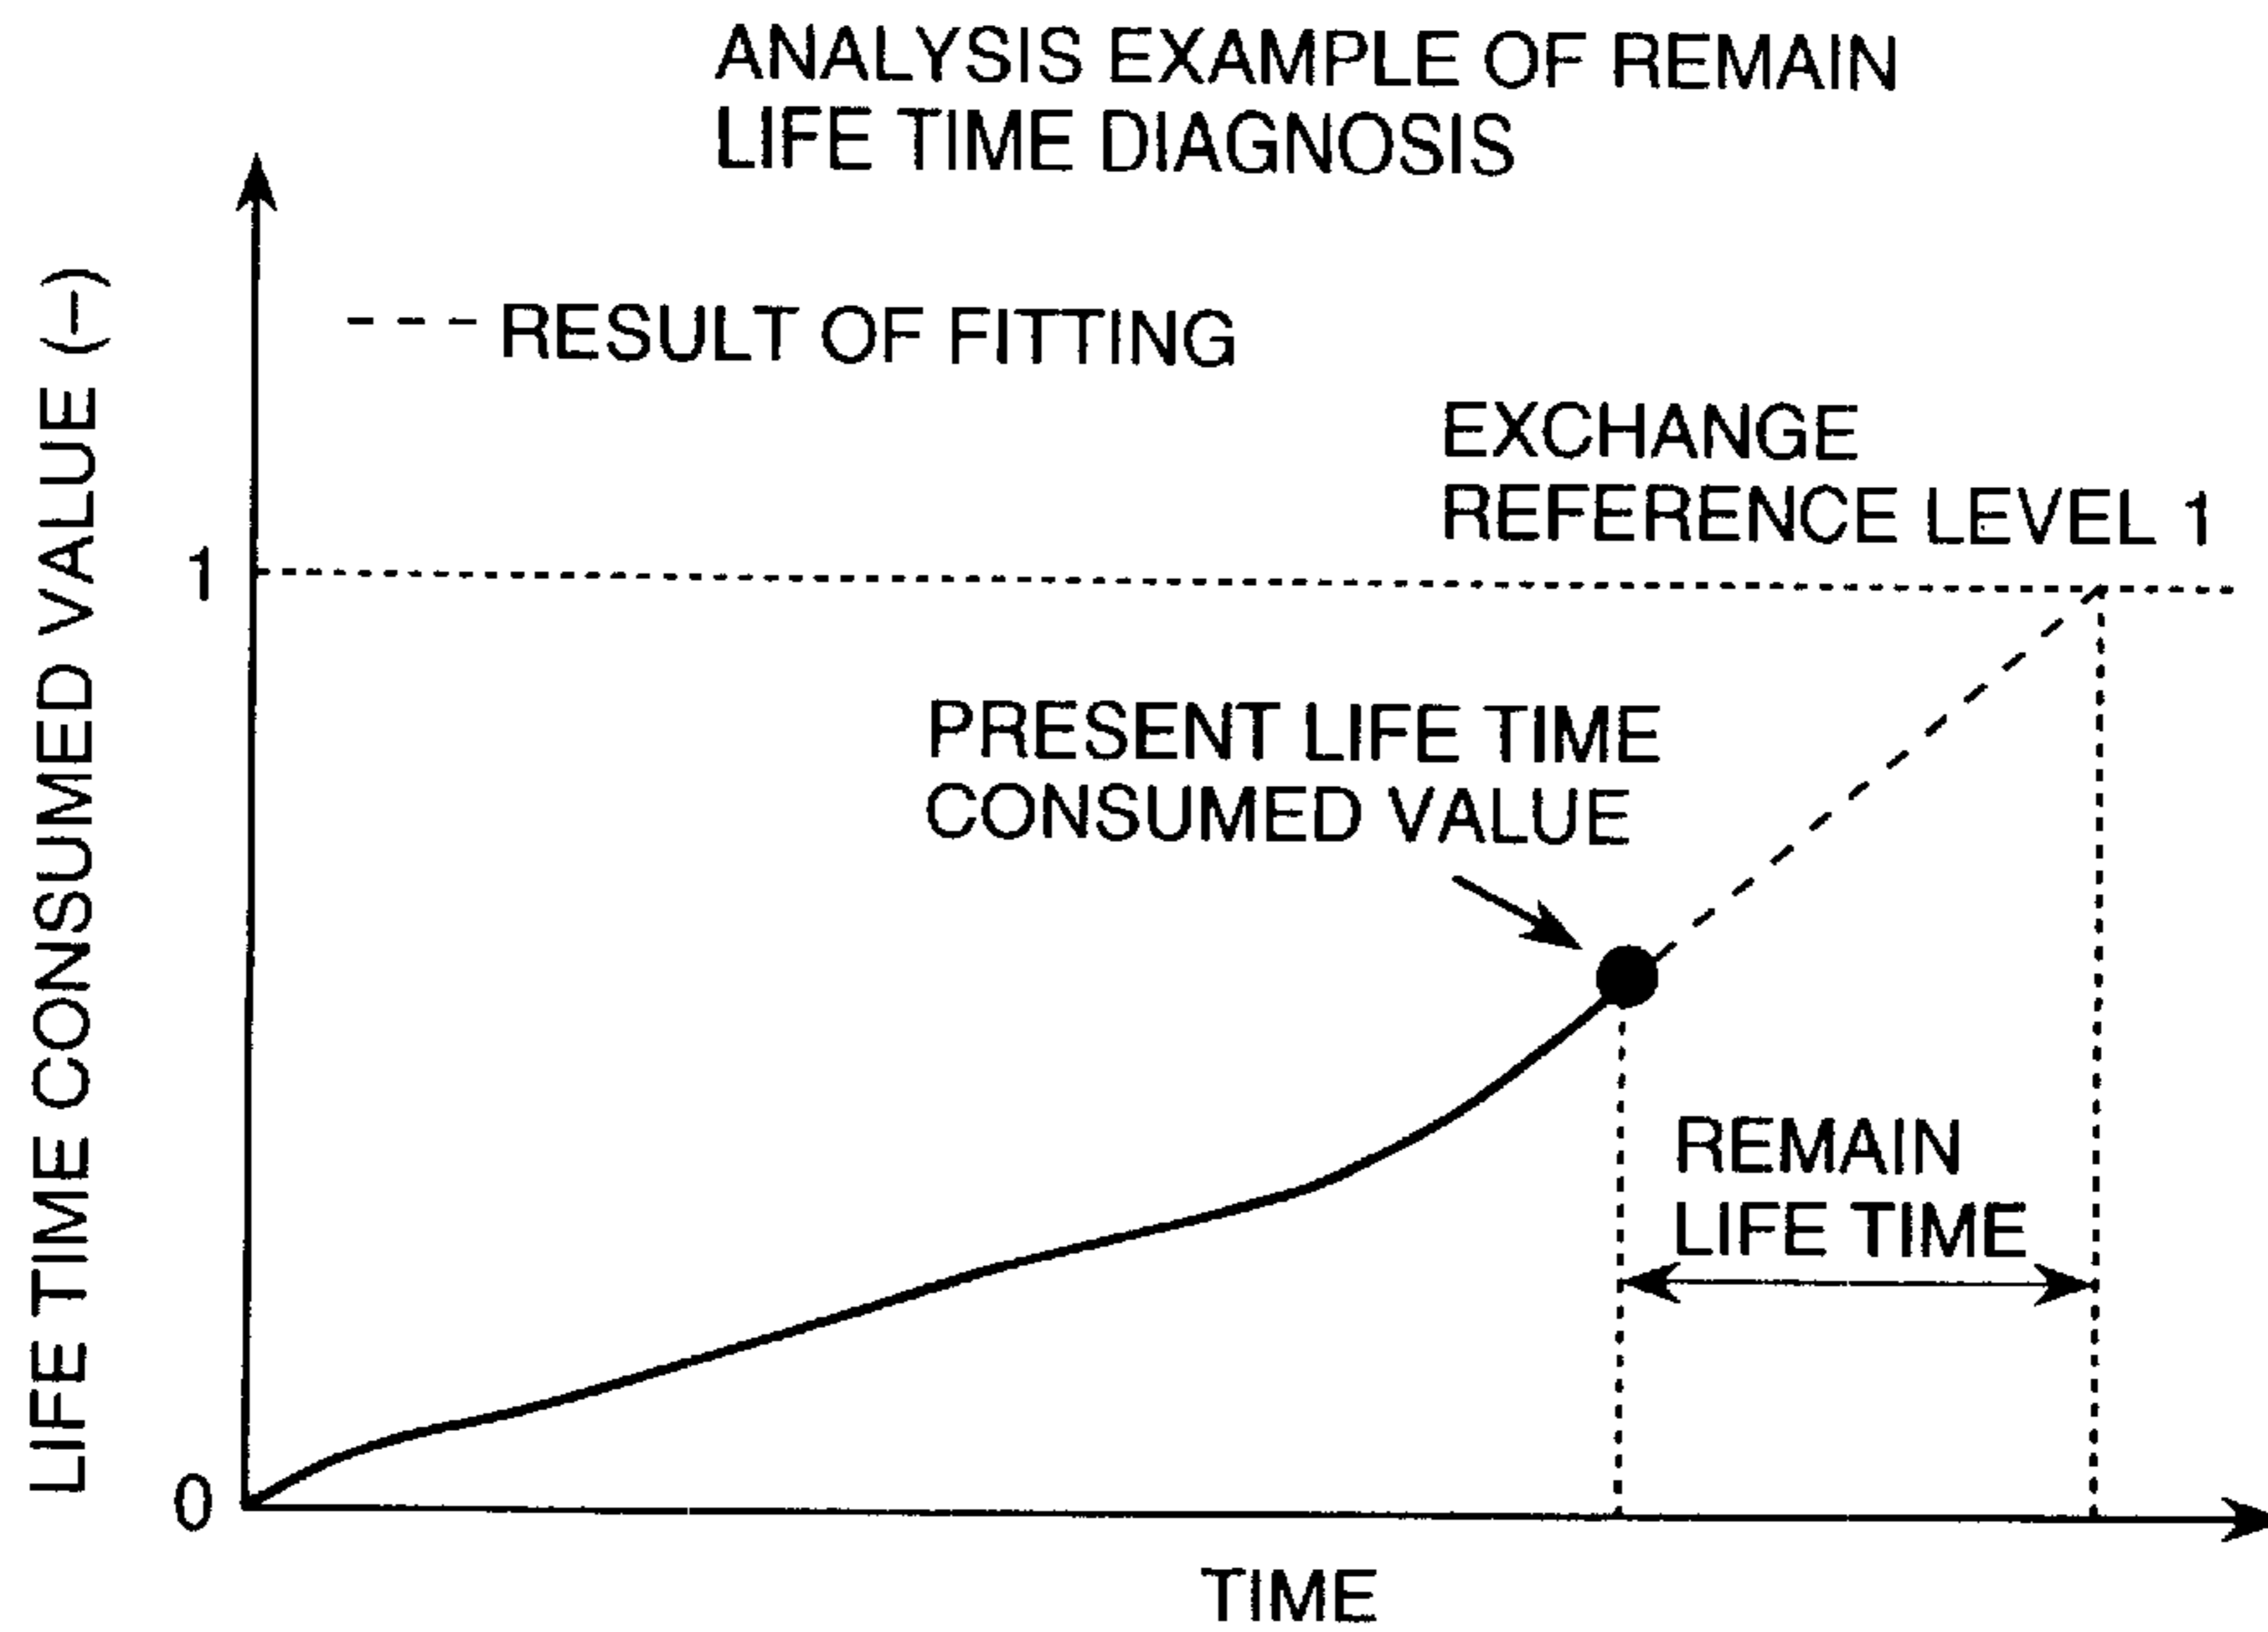 ANALYSIS EXAMPLE OF REMAIN
LIFE TIME DIAGNOSIS
LIFE TIME CONSUMED VALUE (–)
--- RESULT OF FITTING
EXCHANGE
REFERENCE LEVEL 1
1
PRESENT LIFE TIME
CONSUMED VALUE
REMAIN
LIFE TIME
0
TIME